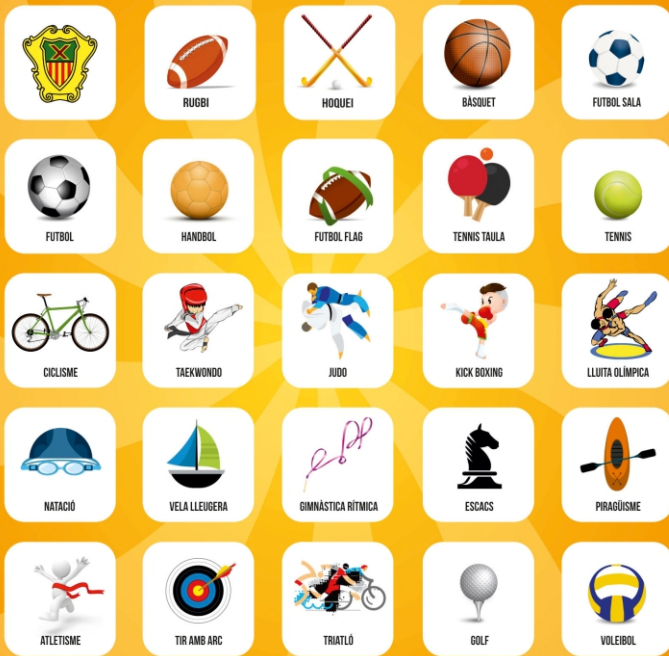 RUGBI
HOQUEI
BÀSQUET
FUTBOL SALA
FUTBOL
HANDBOL
FUTBOL FLAG
TENNIS TAULA
TENNIS
CICLISME
TAEKWONDO
JUDO
KICK BOXING
LLUITA OLÍMPICA
NATACIÓ
VELA LLEUGERA
GIMNÀSTICA RÍTMICA
ESCACS
PIRAGÜISME
ATLETISME
TIR AMB ARC
TRIATLÓ
GOLF
VOLEIBOL